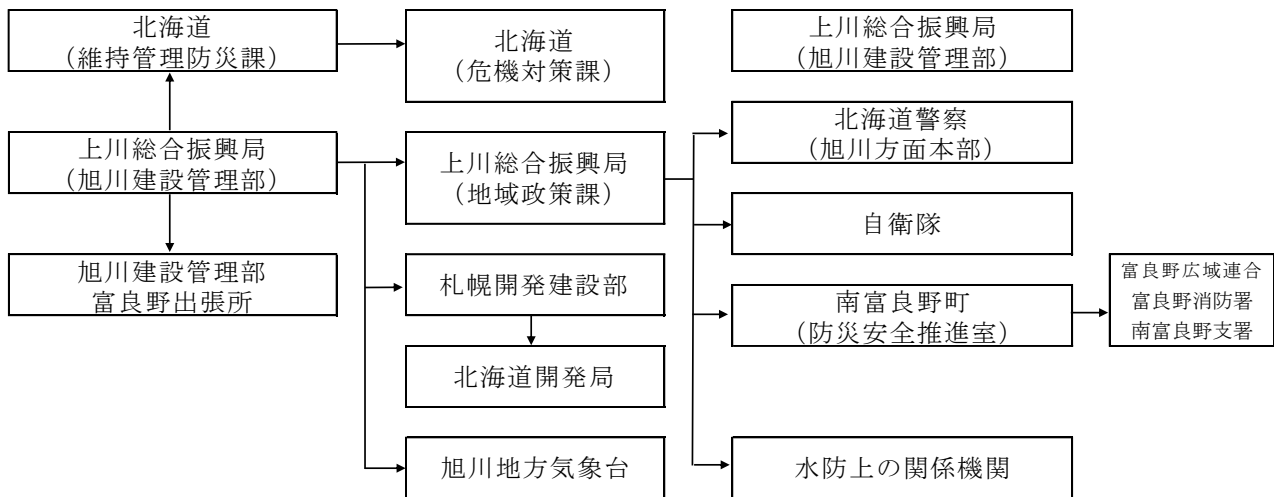 北海道
（維持管理防災課）
北海道
（危機対策課）
上川総合振興局
（旭川建設管理部）
上川総合振興局
（旭川建設管理部）
上川総合振興局
（地域政策課）
北海道警察
（旭川方面本部）
自衛隊
旭川建設管理部
富良野出張所
札幌開発建設部
南富良野町
（防災安全推進室）
富良野広域連合
富良野消防署
南富良野支署
北海道開発局
旭川地方気象台
水防上の関係機関